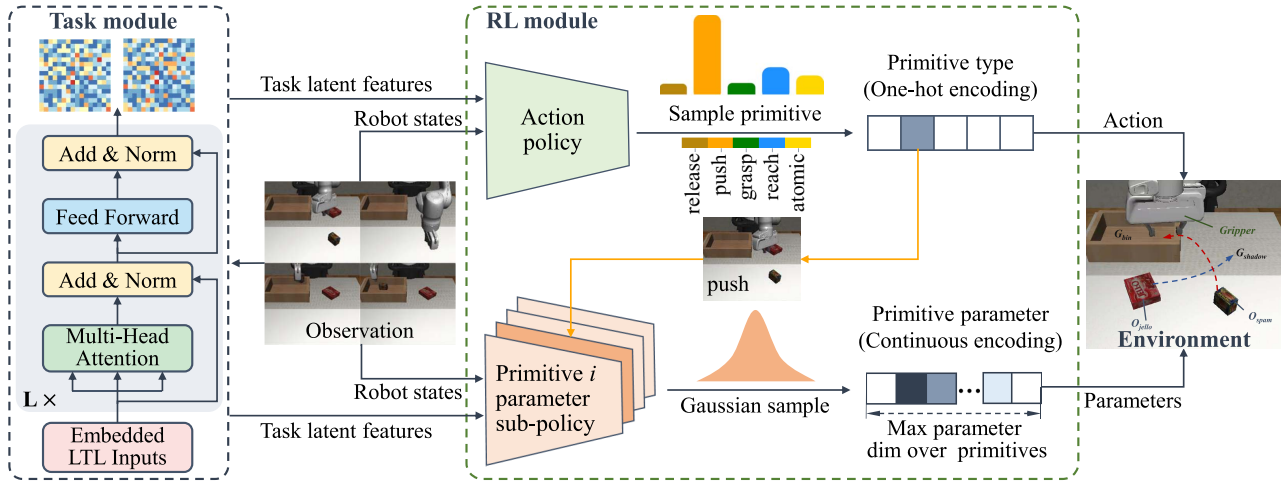 Task module
Add & Norm
Feed Forward
Add & Norm
Multi-Head
Attention
L ×
Embedded
LTL Inputs
Task latent features
Robot states
Observation
Robot states
Task latent features
RL module
Action
policy
Sample primitive
release
push
grasp
reach
atomic
Primitive type
(One-hot encoding)
push
Primitive i
parameter
sub-policy
Gaussian sample
Primitive parameter
(Continuous encoding)
Max parameter
dim over primitives
Action
Gripper
G_bin
G_shadow
O_jello
O_spam
Environment
Parameters